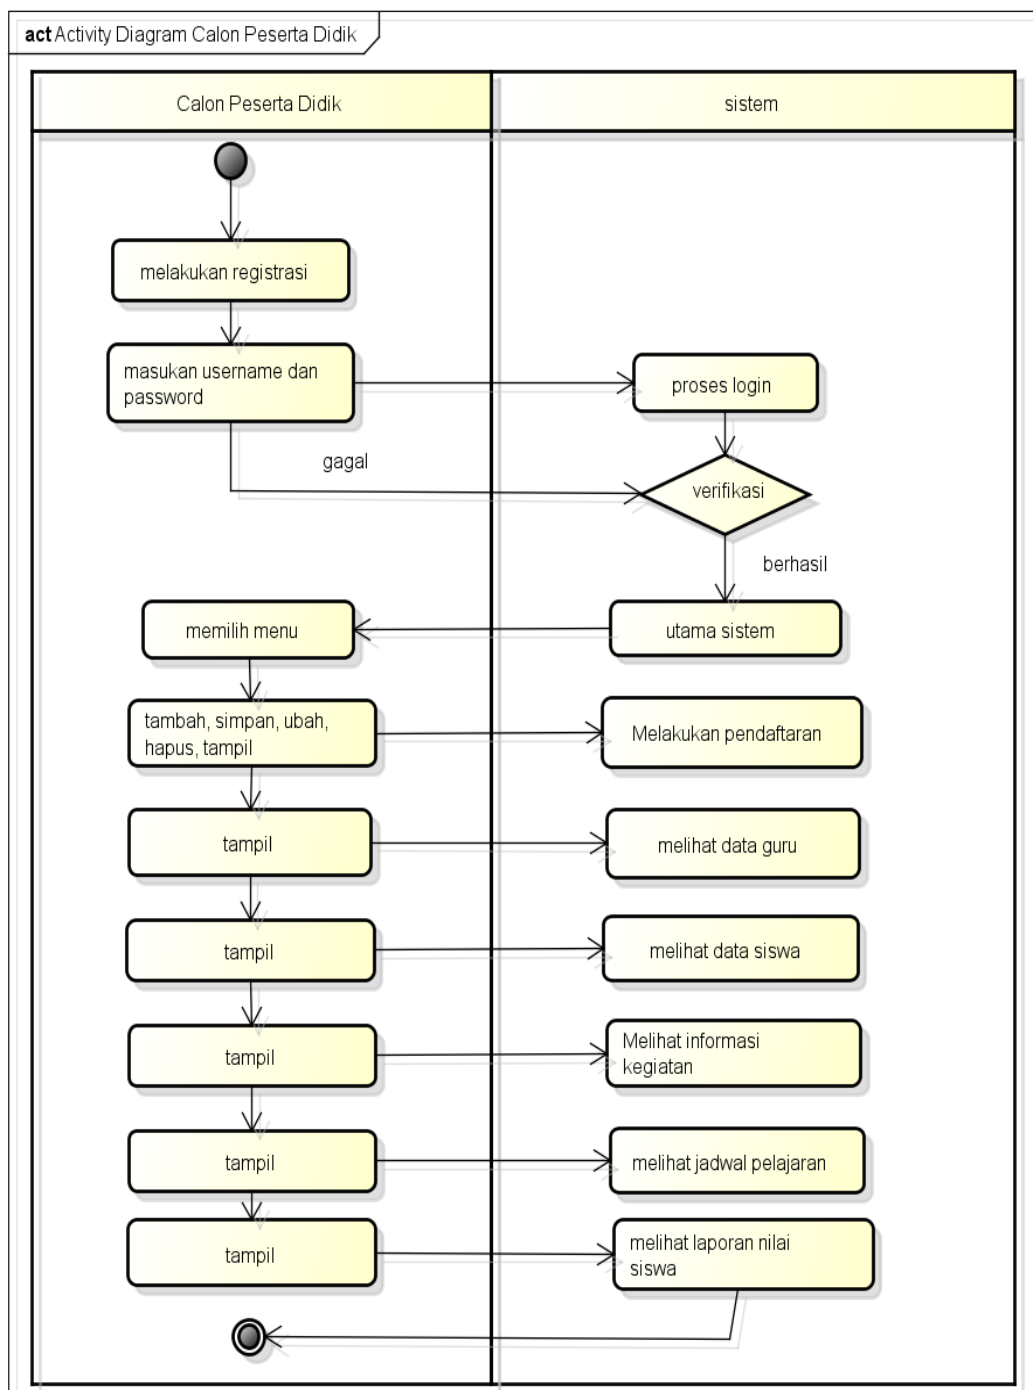 act Activity Diagram Calon Peserta Didik
Calon Peserta Didik
sistem
melakukan registrasi
masukan username dan
password
proses login
gagal
verifikasi
berhasil
memilih menu
utama sistem
tambah, simpan, ubah,
hapus, tampil
Melakukan pendaftaran
tampil
melihat data guru
tampil
melihat data siswa
tampil
Melihat informasi
kegiatan
tampil
melihat jadwal pelajaran
tampil
melihat laporan nilai
siswa